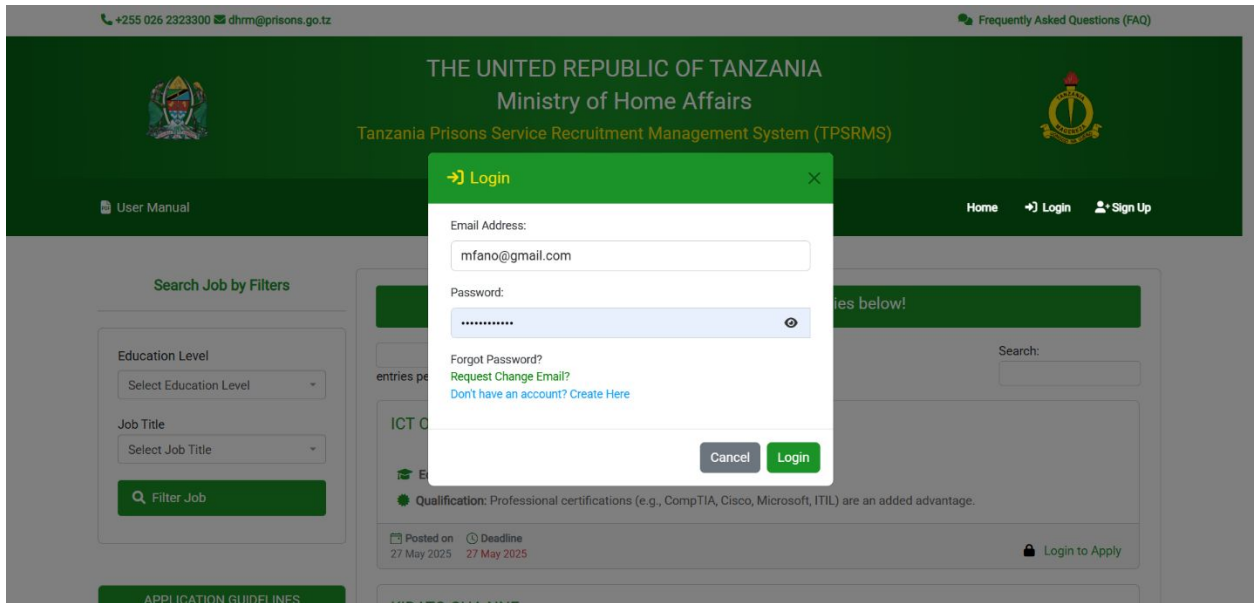 +255 026 2323300 dhrm@prisons.go.tz
Frequently Asked Questions (FAQ)
THE UNITED REPUBLIC OF TANZANIA
Ministry of Home Affairs
Tanzania Prisons Service Recruitment Management System (TPSRMS)
User Manual
Home Login Sign Up
Login
Email Address:
mfano@gmail.com
Password:
••••••••••••
Forgot Password?
Request Change Email?
Don't have an account? Create Here
Cancel Login
Search Job by Filters
Education Level
Select Education Level
Job Title
Select Job Title
Filter Job
APPLICATION GUIDELINES
below!
Search:
entries
ICT
Qualification: Professional certifications (e.g., CompTIA, Cisco, Microsoft, ITIL) are an added advantage.
Posted on Deadline
27 May 2025 27 May 2025
Login to Apply